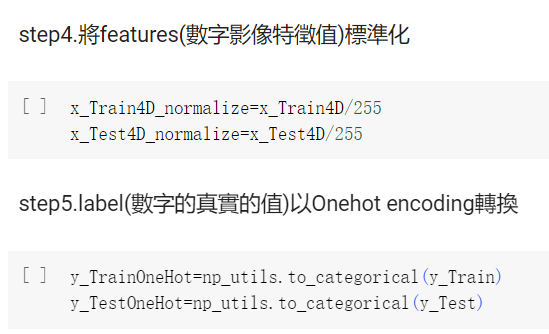 step4.將features(數字影像特徵值)標準化
[ ] x_Train4D_normalize=x_Train4D/255
x_Test4D_normalize=x_Test4D/255
step5.label(數字的真實的值)以Onehot encoding轉換
[ ] y_TrainOneHot=np_utils.to_categorical(y_Train)
y_TestOneHot=np_utils.to_categorical(y_Test)